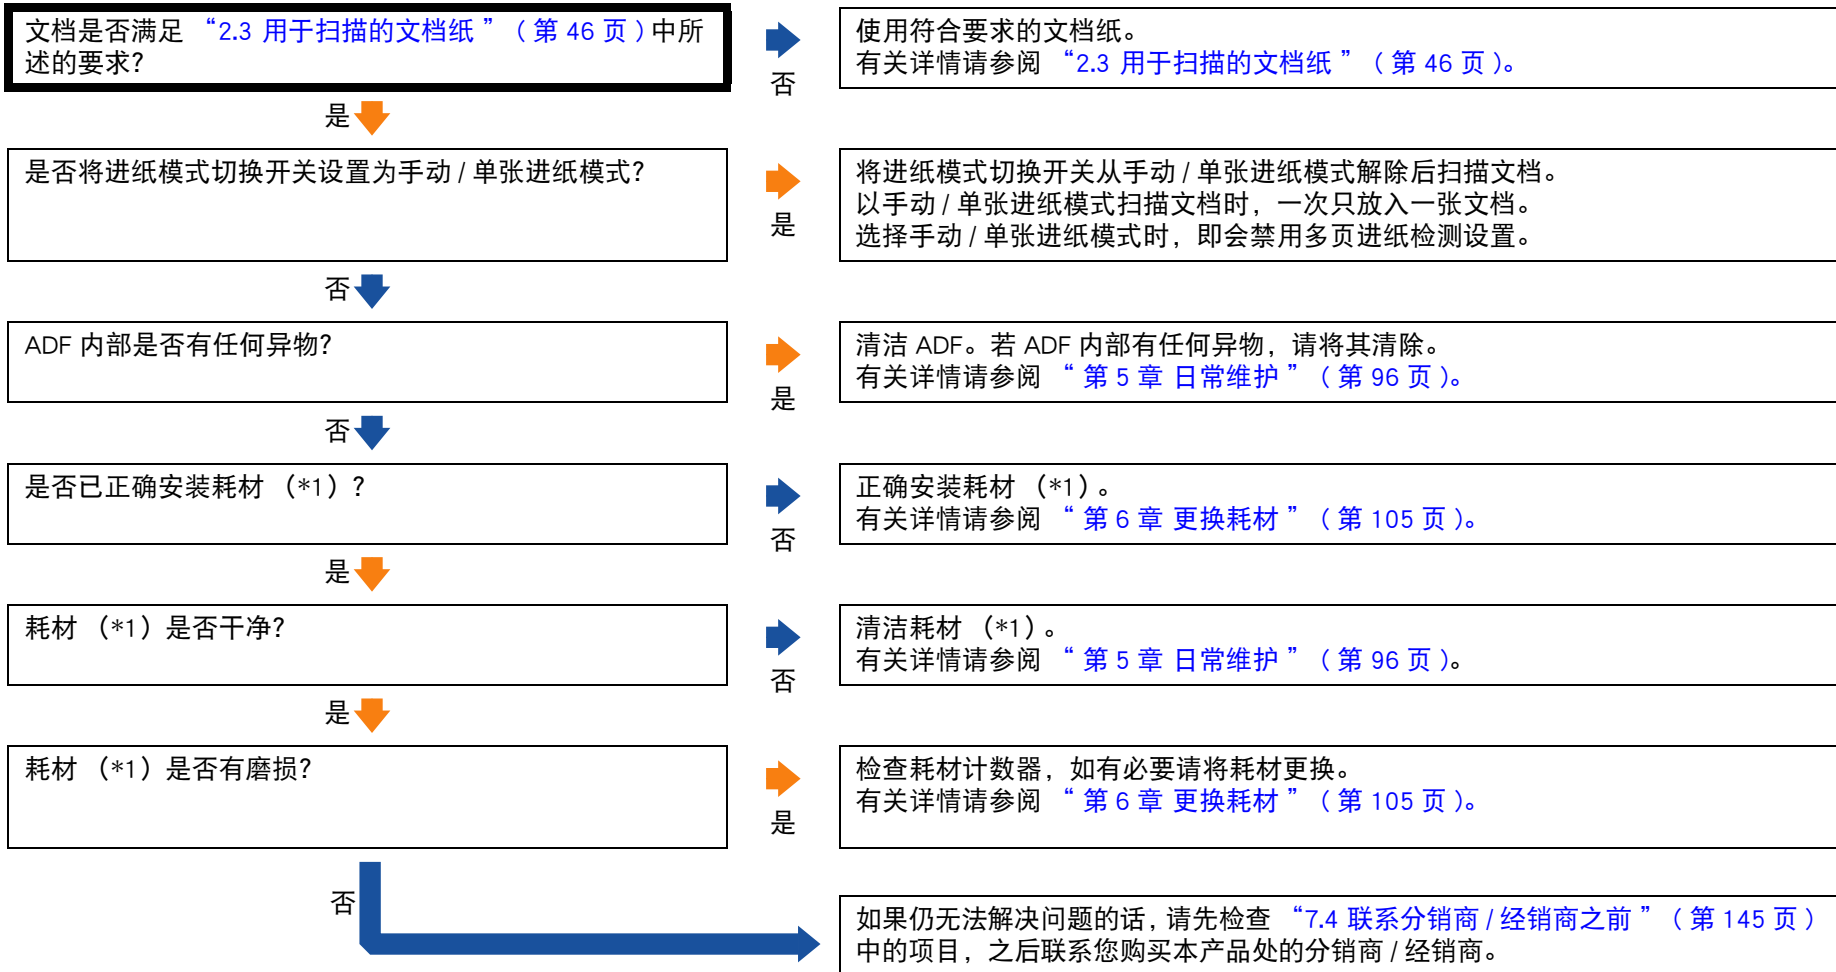 文档是否满足 “2.3 用于扫描的文档纸 ” ( 第 46 页 ) 中所
述的要求?
否
使用符合要求的文档纸。
有关详情请参阅 “2.3 用于扫描的文档纸 ” ( 第 46 页 )。
是
是否将进纸模式切换开关设置为手动 / 单张进纸模式?
是
将进纸模式切换开关从手动 / 单张进纸模式解除后扫描文档。
以手动 / 单张进纸模式扫描文档时，一次只放入一张文档。
选择手动 / 单张进纸模式时，即会禁用多页进纸检测设置。
否
ADF 内部是否有任何异物?
是
清洁 ADF。若 ADF 内部有任何异物，请将其清除。
有关详情请参阅 “ 第 5 章 日常维护 ” ( 第 96 页 )。
否
是否已正确安装耗材 （*1）?
否
正确安装耗材 （*1）。
有关详情请参阅 “ 第 6 章 更换耗材 ” ( 第 105 页 )。
是
耗材 （*1）是否干净?
否
清洁耗材 （*1）。
有关详情请参阅 “ 第 5 章 日常维护 ” ( 第 96 页 )。
是
耗材 （*1）是否有磨损?
是
检查耗材计数器，如有必要请将耗材更换。
有关详情请参阅 “ 第 6 章 更换耗材 ” ( 第 105 页 )。
否
如果仍无法解决问题的话，请先检查 “7.4 联系分销商 / 经销商之前 ” ( 第 145 页 )
中的项目，之后联系您购买本产品处的分销商 / 经销商。